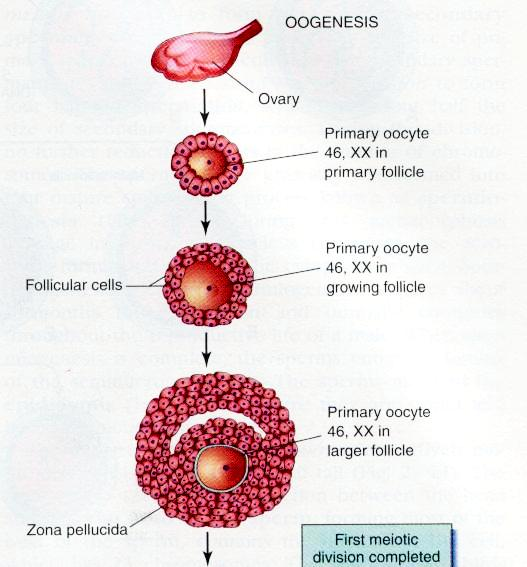 OOGENESIS
Ovary
Primary oocyte
46, XX in
primary follicle
Primary oocyte
46, XX in
growing follicle
Follicular cells
Primary oocyte
46, XX in
larger follicle
Zona pellucida
First meiotic
division completed